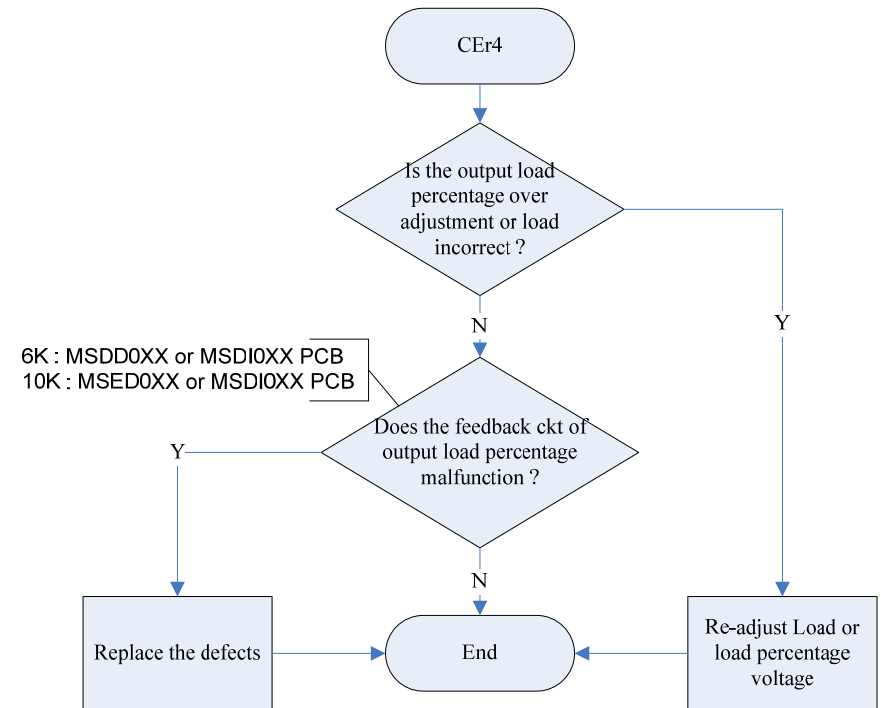 CEr4
Is the output load
percentage over
adjustment or load
incorrect ?
N
Y
6K : MSDD0XX or MSDI0XX PCB
10K : MSED0XX or MSDI0XX PCB
Does the feedback ckt of
output load percentage
malfunction ?
Y
N
Replace the defects
End
Re-adjust Load or
load percentage
voltage